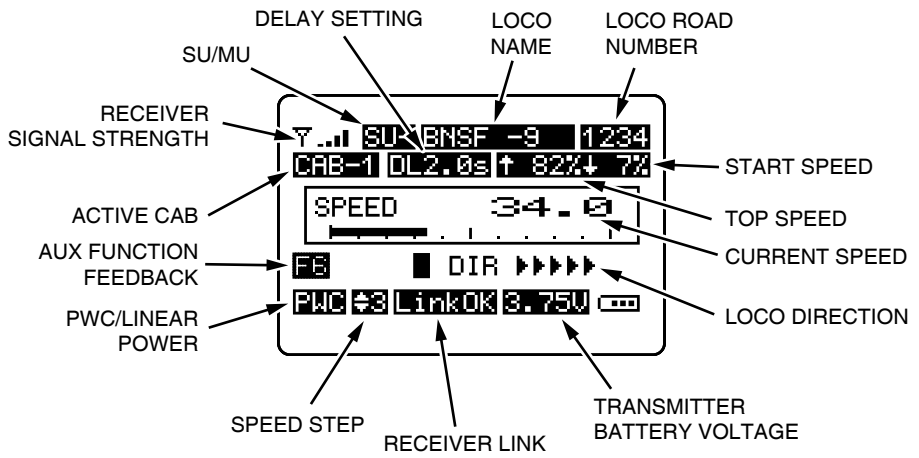 DELAY SETTING
LOCO NAME
LOCO ROAD NUMBER
SU/MU
RECEIVER SIGNAL STRENGTH
SU< BNSF -9 1234
CAB-1 DL2.0s ↑ 82%↓ 7%
START SPEED
ACTIVE CAB
SPEED 34.0
TOP SPEED
CURRENT SPEED
AUX FUNCTION FEEDBACK
F6 DIR
LOCO DIRECTION
PWC/LINEAR POWER
PWC 3 LinkOK 3.75V
SPEED STEP
RECEIVER LINK
TRANSMITTER BATTERY VOLTAGE